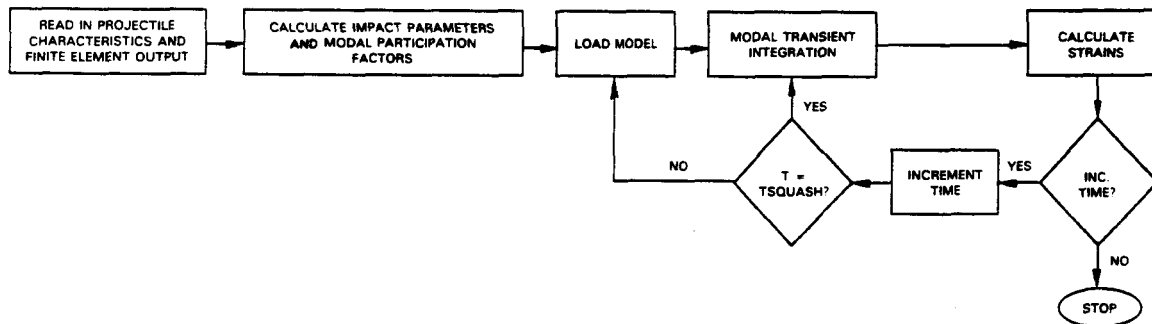 READ IN PROJECTILE
CHARACTERISTICS AND
FINITE ELEMENT OUTPUT
CALCULATE IMPACT PARAMETERS
AND MODAL PARTICIPATION
FACTORS
LOAD MODEL
MODAL TRANSIENT
INTEGRATION
CALCULATE
STRAINS
YES
NO
T =
TSQUASH?
INCREMENT
TIME
YES
INC.
TIME?
NO
STOP